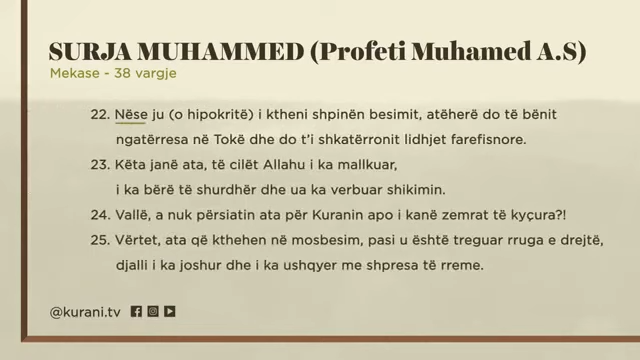 SURJA MUHAMMED (Profeti Muhamed A.S)
Mekase - 38 vargje
22. Nëse ju (o hipokritë) i ktheni shpinën besimit, atëherë do të bënit
ngatërresa në Tokë dhe do t'i shkatërronit lidhjet farefisnore.
23. Këta janë ata, të cilët Allahu i ka mallkuar,
i ka bërë të shurdhër dhe ua ka verbuar shikimin.
24. Vallë, a nuk përsiatin ata për Kuranin apo i kanë zemrat të kyçura?!
25. Vërtet, ata që kthehen në mosbesim, pasi u është treguar rruga e drejtë,
djalli i ka joshur dhe i ka ushqyer me shpresa të rreme.
@kurani.tv